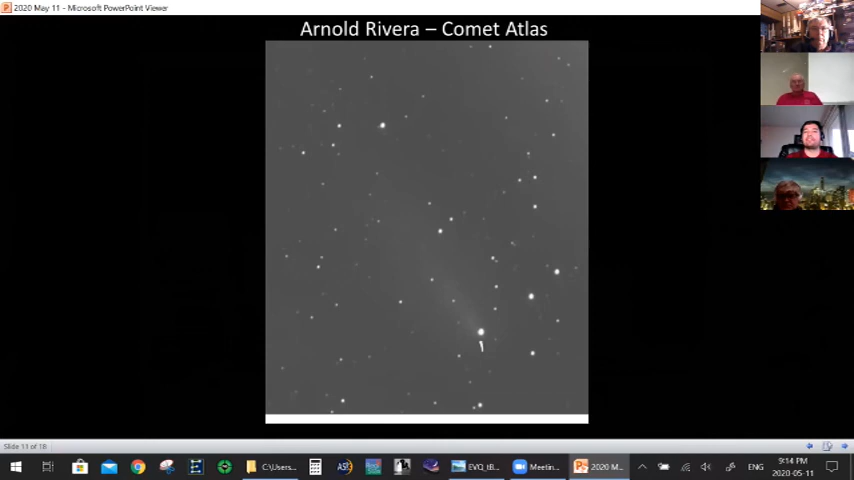 2020 May 11 - Microsoft PowerPoint Viewer
Arnold Rivera – Comet Atlas
Slide 11 of 18
C:\Users...
EVQ_tB...
Meetin...
2020 M...
ENG
9:14 PM
2020-05-11